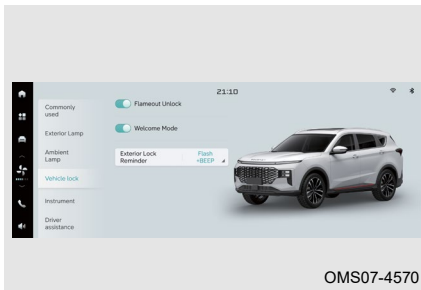 21:10
Commonly
used
Exterior Lamp
Ambient
Lamp
Vehicle lock
Instrument
Driver
assistance
Flameout Unlock
Welcome Mode
Exterior Lock
Reminder
Flash
+BEEP
OMS07-4570